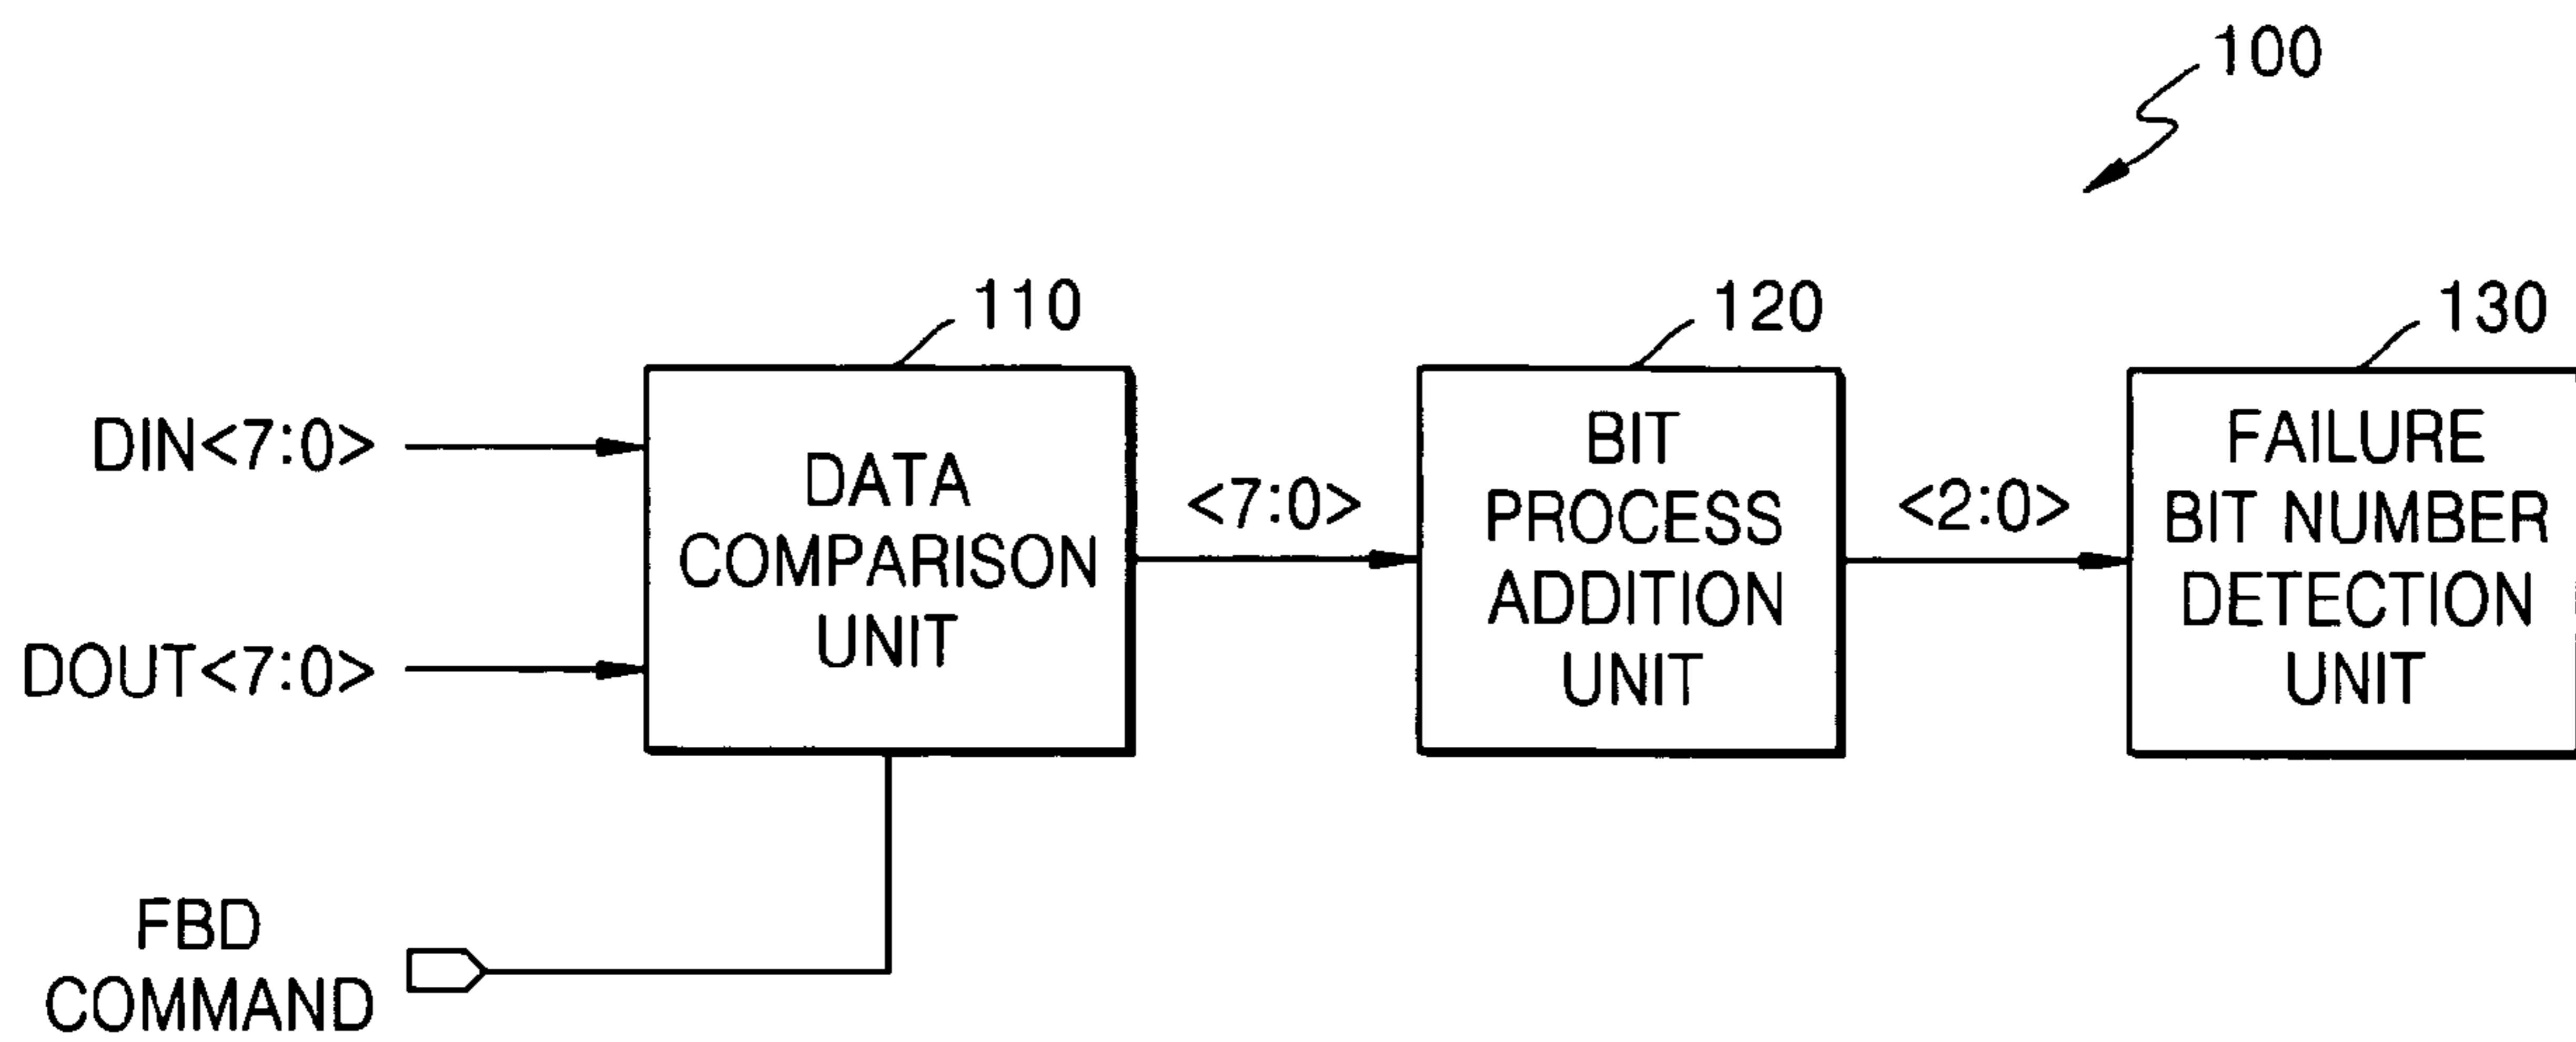 100
110
120
130
DIN<7:0>
DOUT<7:0>
DATA
COMPARISON
UNIT
<7:0>
BIT
PROCESS
ADDITION
UNIT
<2:0>
FAILURE
BIT NUMBER
DETECTION
UNIT
FBD
COMMAND